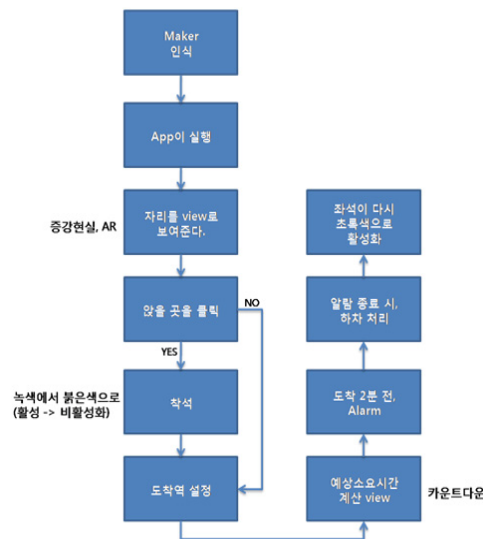 Maker
인식
App이 실행
증강현실, AR
자리를 view로
보여준다.
앉을 곳을 클릭
NO
YES
녹색에서 붉은색으로
(활성 -> 비활성화)
착석
도착역 설정
좌석이 다시
초록색으로
활성화
알람 종료 시,
하차 처리
도착 2분 전,
Alarm
예상소요시간
계산 view
카운트다운